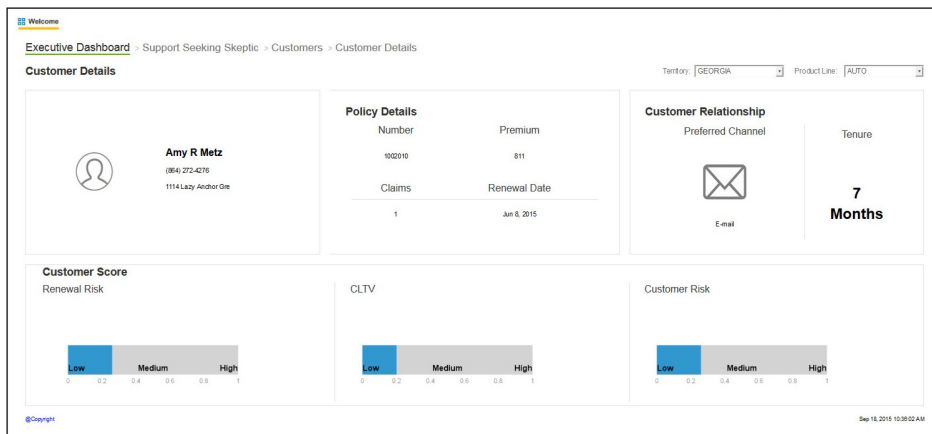 Welcome
Executive Dashboard > Support Seeking Skeptic > Customers > Customer Details
Customer Details
Territory: GEORGIA Product Line: AUTO
Amy R Metz
(864) 272-4276
1114 Lazy Anchor Gre
Policy Details
Number Premium
1002010 811
Claims Renewal Date
1 Jun 8, 2015
Customer Relationship
Preferred Channel Tenure
E-mail
7
Months
Customer Score
Renewal Risk CLTV Customer Risk
Low Medium High Low Medium High Low Medium High
0 0.2 0.4 0.6 0.8 1 0 0.2 0.4 0.6 0.8 1 0 0.2 0.4 0.6 0.8 1
@Copyright Sep 18, 2015 10:36:02 AM